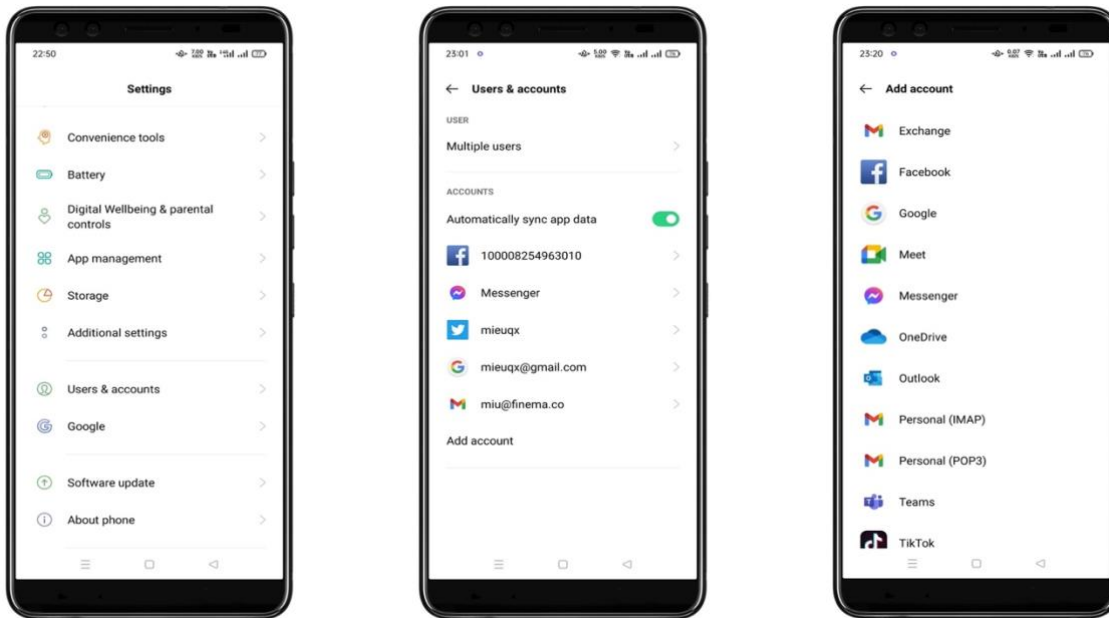 22:50
Settings
Convenience tools
Battery
Digital Wellbeing & parental
controls
App management
Storage
Additional settings
Users & accounts
Google
Software update
About phone
23:01
Users & accounts
USER
Multiple users
ACCOUNTS
Automatically sync app data
100008254963010
Messenger
mieuqx
mieuqx@gmail.com
miu@finema.co
Add account
23:20
Add account
Exchange
Facebook
Google
Meet
Messenger
OneDrive
Outlook
Personal (IMAP)
Personal (POP3)
Teams
TikTok